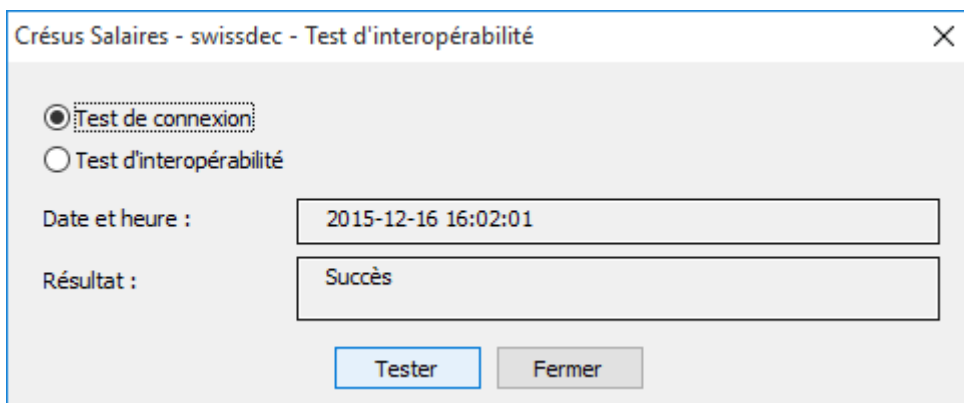 Crésus Salaires - swissdec - Test d'interopérabilité
Test de connexion
Test d'interopérabilité
Date et heure : 2015-12-16 16:02:01
Résultat : Succès
Tester Fermer